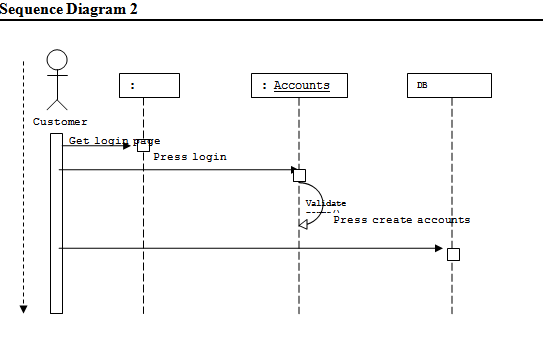 Sequence Diagram 2
:
: Accounts
DB
Customer
Get login page
Press login
Validate
()
Press create accounts